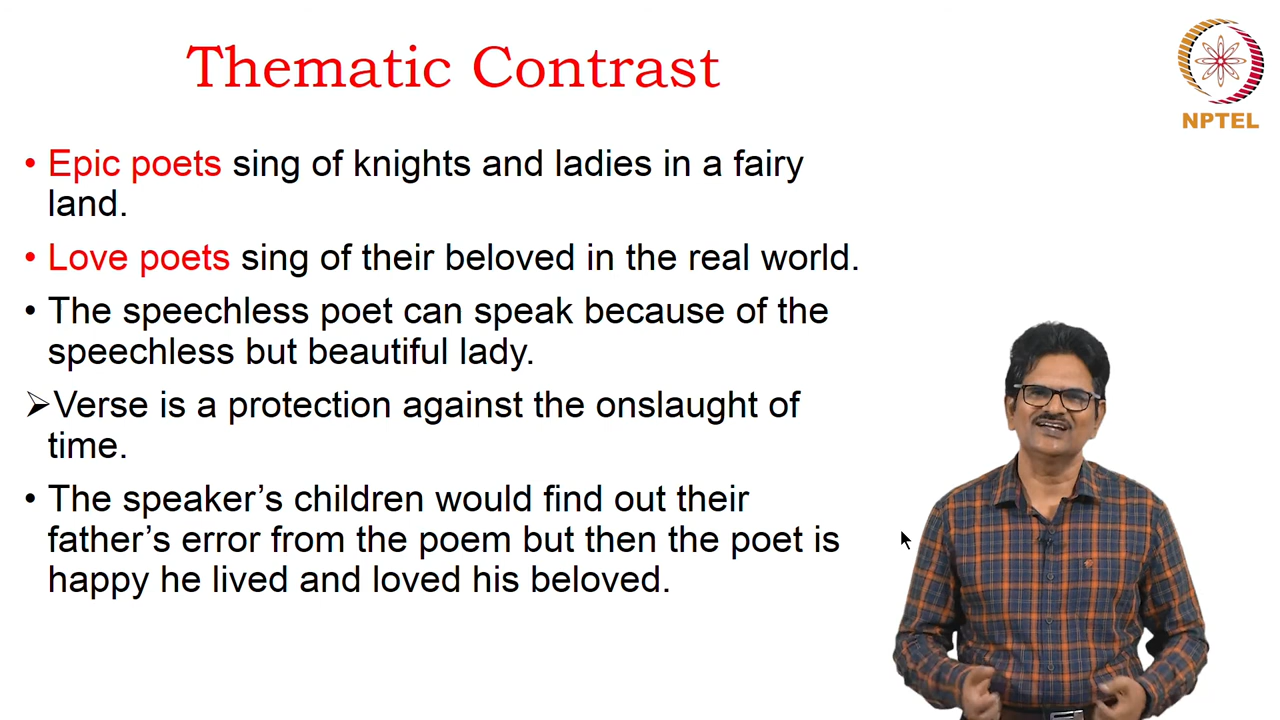 Thematic Contrast
NPTEL
• Epic poets sing of knights and ladies in a fairy
land.
• Love poets sing of their beloved in the real world.
• The speechless poet can speak because of the
speechless but beautiful lady.
➢Verse is a protection against the onslaught of
time.
• The speaker’s children would find out their
father’s error from the poem but then the poet is
happy he lived and loved his beloved.